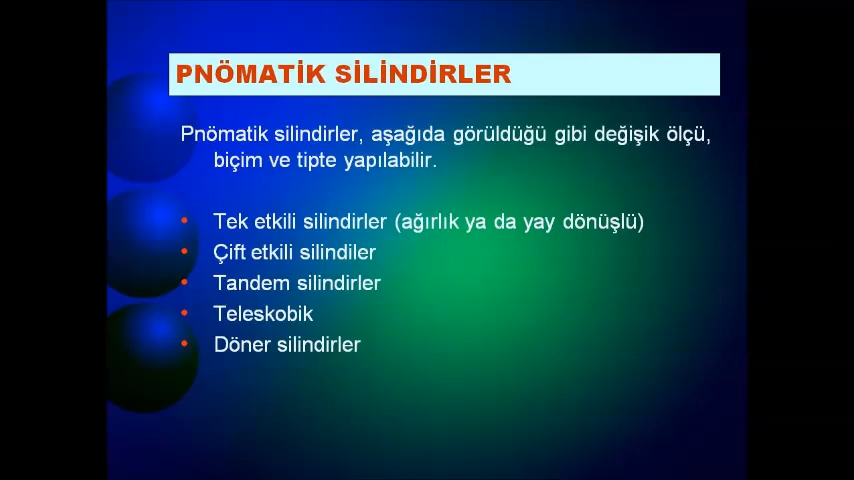 PNÖMATİK SİLİNDİRLER
Pnömatik silindirler, aşağıda görüldüğü gibi değişik ölçü,
biçim ve tipte yapılabilir.
• Tek etkili silindirler (ağırlık ya da yay dönüşlü)
• Çift etkili silindiler
• Tandem silindirler
• Teleskobik
• Döner silindirler